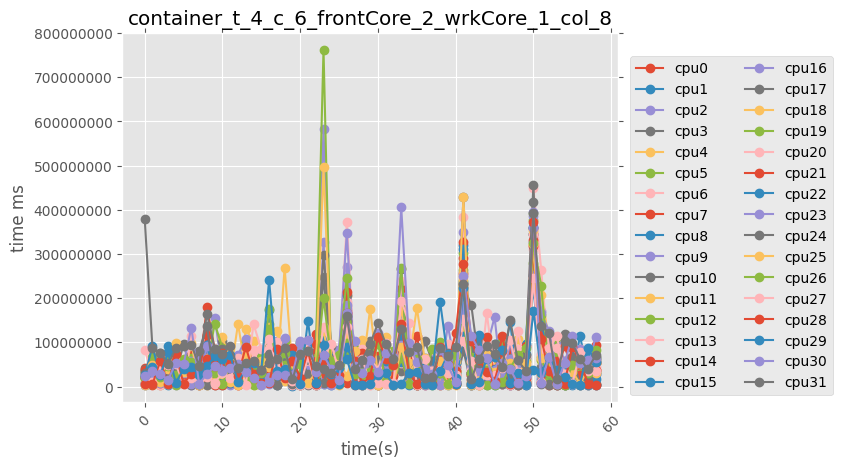 container_t_4_c_6_frontCore_2_wrkCore_1_col_8
800000000
700000000
600000000
500000000
400000000
300000000
200000000
100000000
0
time ms
0
10
20
30
40
50
60
time(s)
cpu0
cpu1
cpu2
cpu3
cpu4
cpu5
cpu6
cpu7
cpu8
cpu9
cpu10
cpu11
cpu12
cpu13
cpu14
cpu15
cpu16
cpu17
cpu18
cpu19
cpu20
cpu21
cpu22
cpu23
cpu24
cpu25
cpu26
cpu27
cpu28
cpu29
cpu30
cpu31